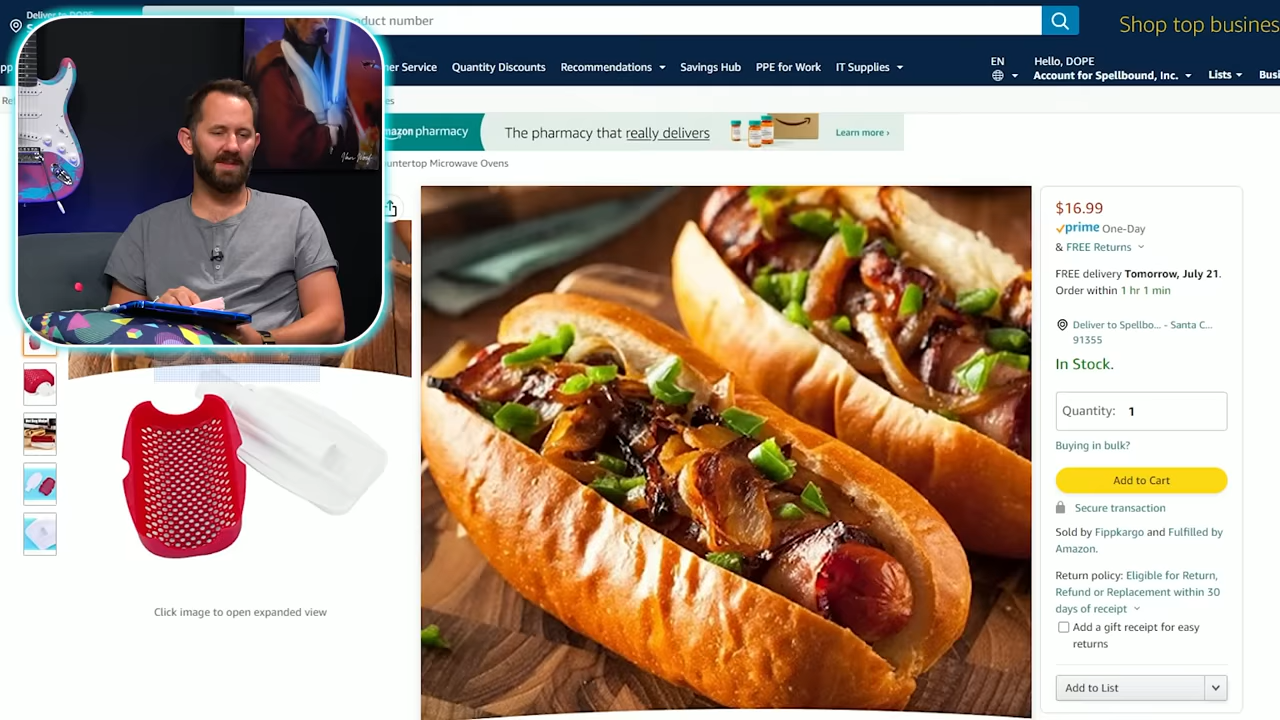 Deliver to
duct number
Shop top busines
er Service
Quantity Discounts
Recommendations
Savings Hub
PPE for Work
IT Supplies
EN
Hello, DOPE
Account for Spellbound, Inc.
Lists
Busi
amazon pharmacy
The pharmacy that really delivers
Learn more ›
untertop Microwave Ovens
$16.99
prime One-Day
& FREE Returns
FREE delivery Tomorrow, July 21.
Order within 1 hr 1 min
Deliver to Spellbo... - Santa C...
91355
In Stock.
Quantity: 1
Buying in bulk?
Add to Cart
Secure transaction
Sold by Fippkargo and Fulfilled by
Amazon.
Return policy: Eligible for Return,
Refund or Replacement within 30
days of receipt
Add a gift receipt for easy
returns
Add to List
Click image to open expanded view